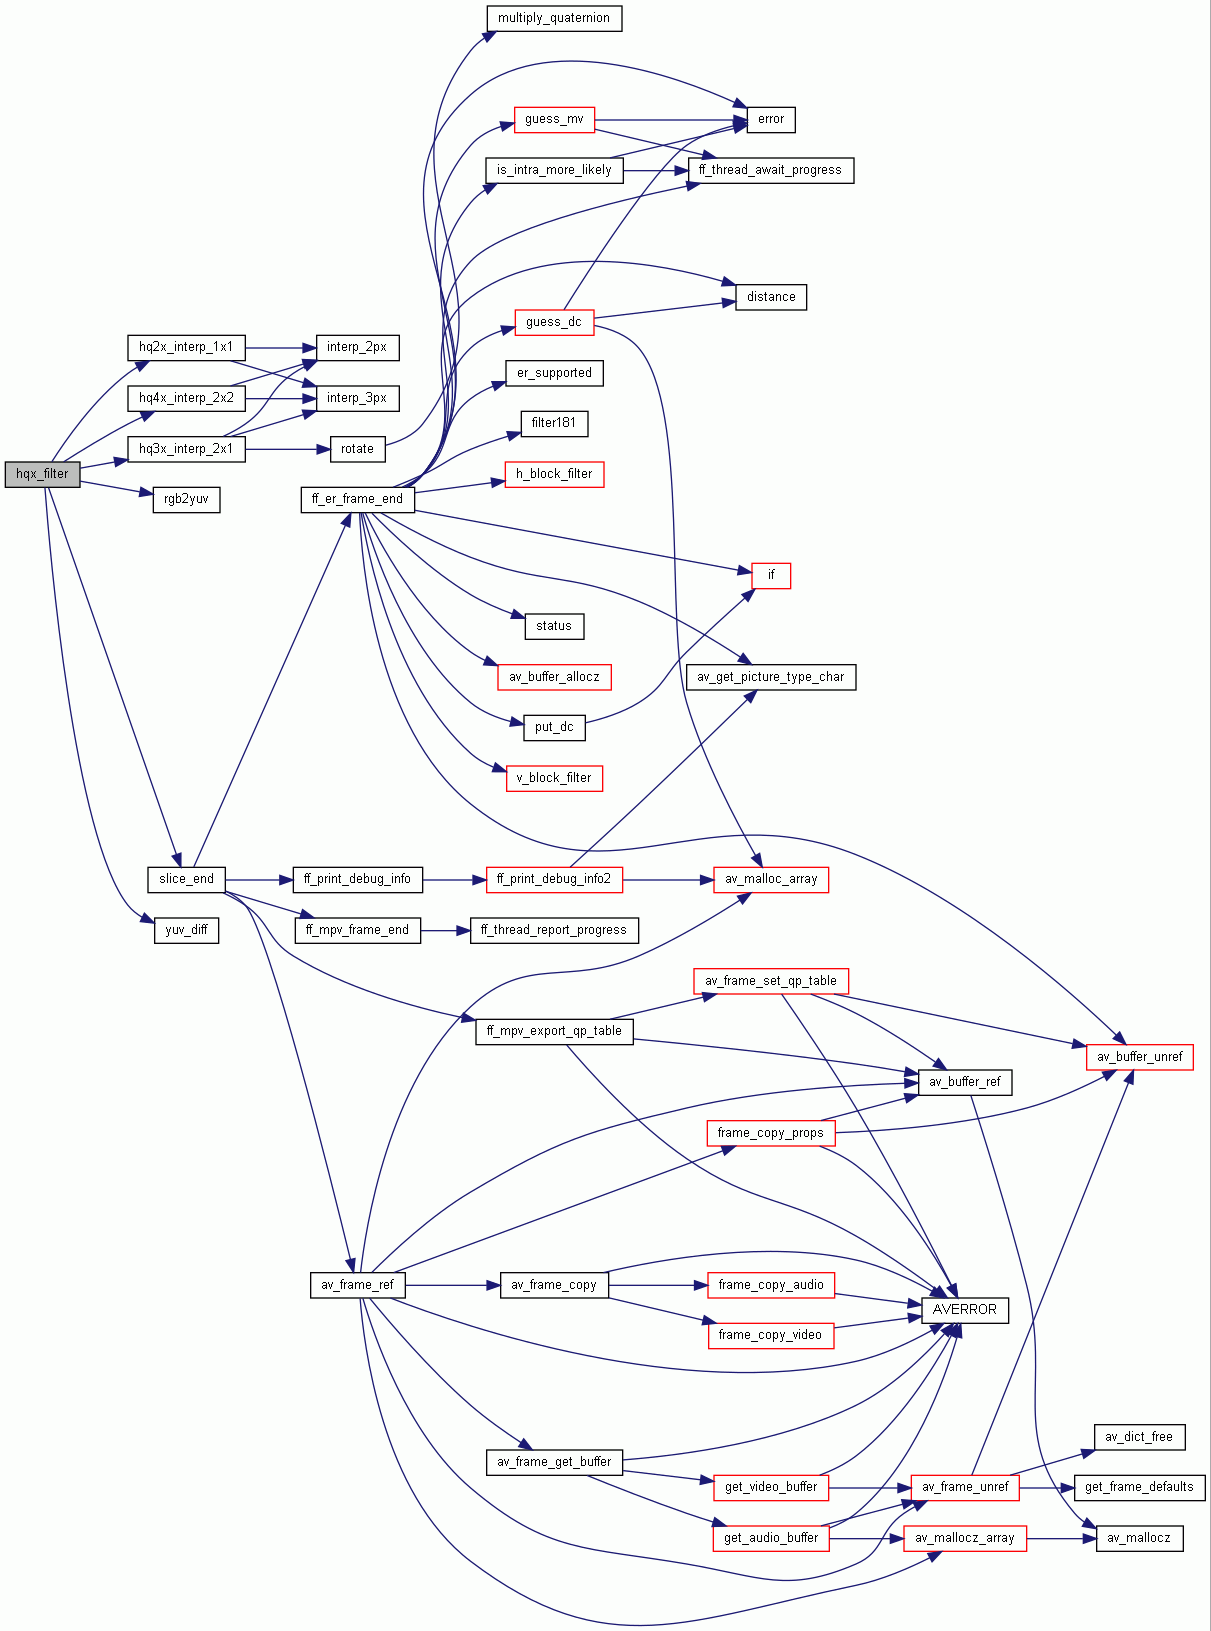 multiply_quaternion
guess_mv
error
is_intra_more_likely
ff_thread_await_progress
distance
guess_dc
hq2x_interp_1x1
interp_2px
er_supported
hq4x_interp_2x2
interp_3px
filter181
hq3x_interp_2x1
rotate
hqx_filter
h_block_filter
rgb2yuv
ff_er_frame_end
if
status
av_buffer_allocz
av_get_picture_type_char
put_dc
v_block_filter
slice_end
ff_print_debug_info
ff_print_debug_info2
av_malloc_array
yuv_diff
ff_mpv_frame_end
ff_thread_report_progress
av_frame_set_qp_table
ff_mpv_export_qp_table
av_buffer_unref
av_buffer_ref
frame_copy_props
av_frame_ref
av_frame_copy
frame_copy_audio
AVERROR
frame_copy_video
av_dict_free
av_frame_get_buffer
get_video_buffer
av_frame_unref
get_frame_defaults
get_audio_buffer
av_mallocz_array
av_mallocz